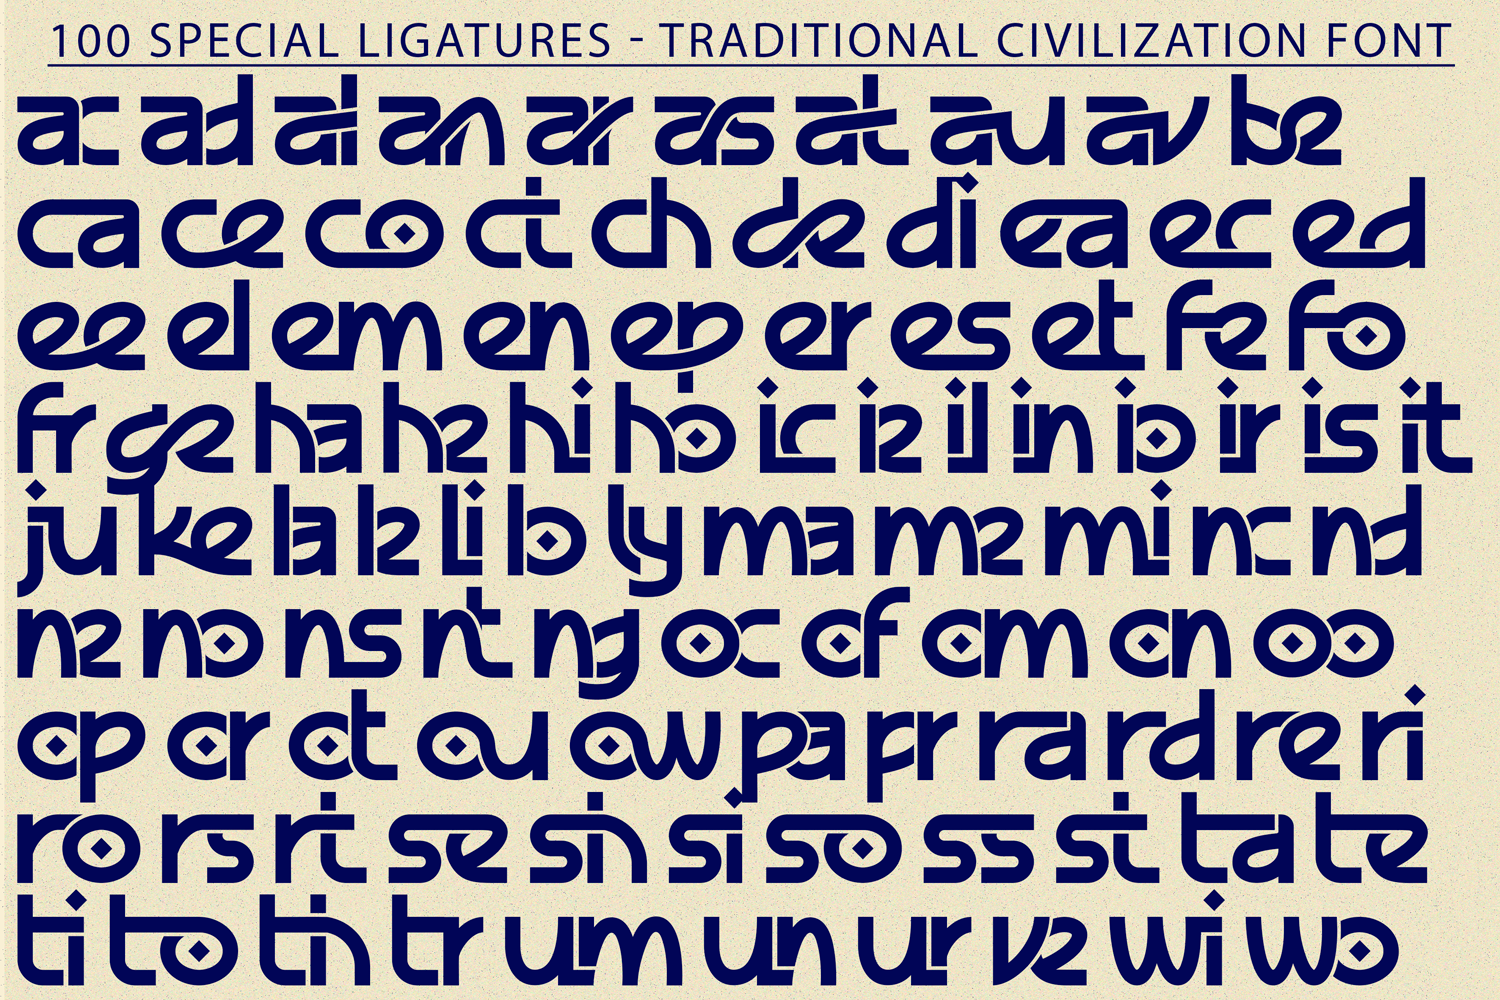 100 SPECIAL LIGATURES - TRADITIONAL CIVILIZATION FONT
ac ad al an ar as at au av be
ca ce co ct ch de di ea ec ed
ee el em en ep er es et fe fo
fr ge ha he hi ho ic ie il in io ir is it
ju ke la le li lo ly ma me mi nc nd
ne no ns nt ng oc of om on oo
op or ot ou ow pa pr ra rd re ri
ro rs rt se sh si so ss st ta te
ti to th tr um un ur ve wi wo